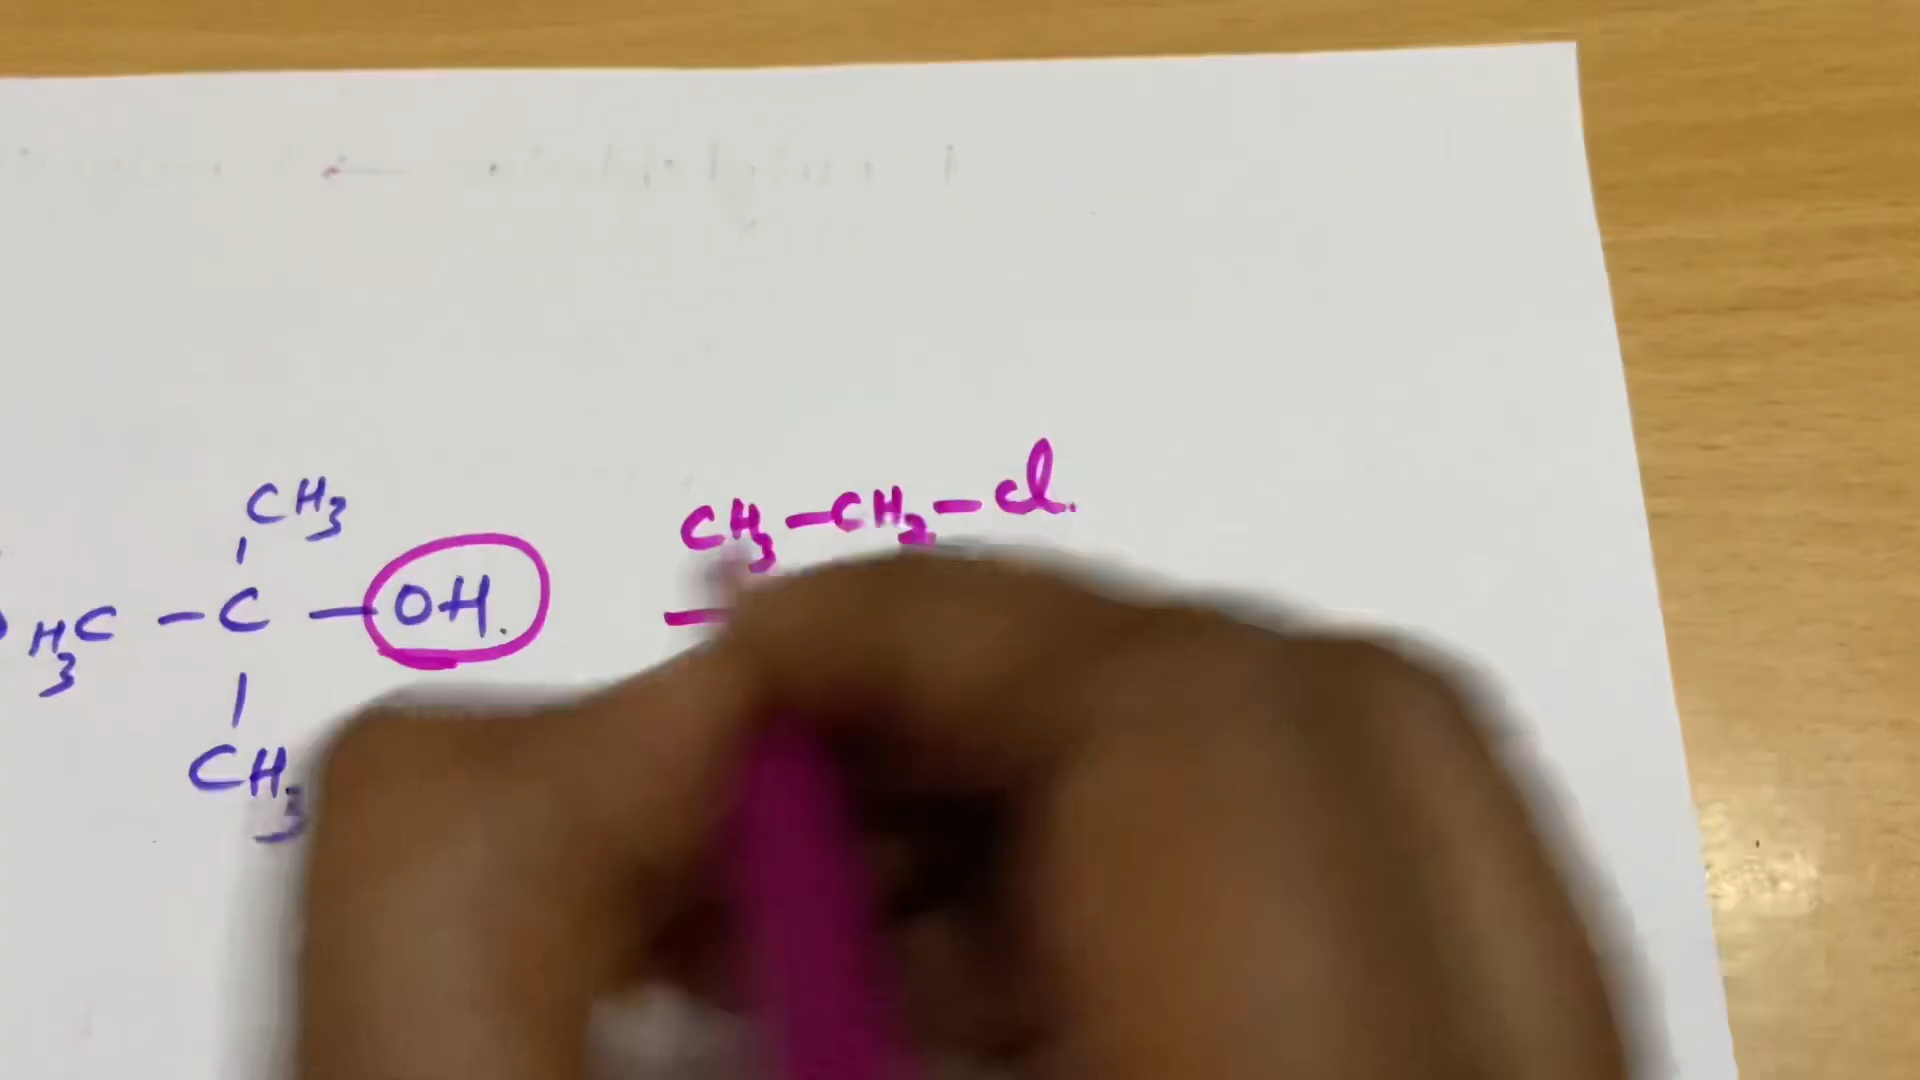 CH3
CH3 – CH2 – Cl.
H3C – C – OH.
CH3